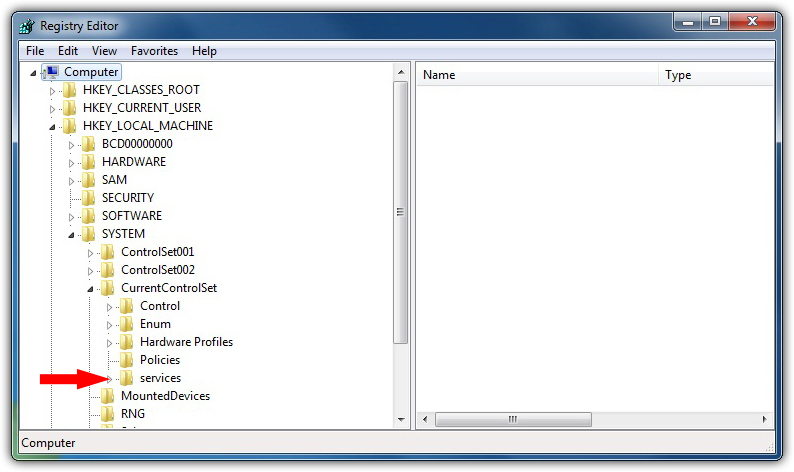 Registry Editor
File Edit View Favorites Help
Computer
Name Type
HKEY_CLASSES_ROOT
HKEY_CURRENT_USER
HKEY_LOCAL_MACHINE
BCD00000000
HARDWARE
SAM
SECURITY
SOFTWARE
SYSTEM
ControlSet001
ControlSet002
CurrentControlSet
Control
Enum
Hardware Profiles
Policies
services
MountedDevices
RNG
Computer